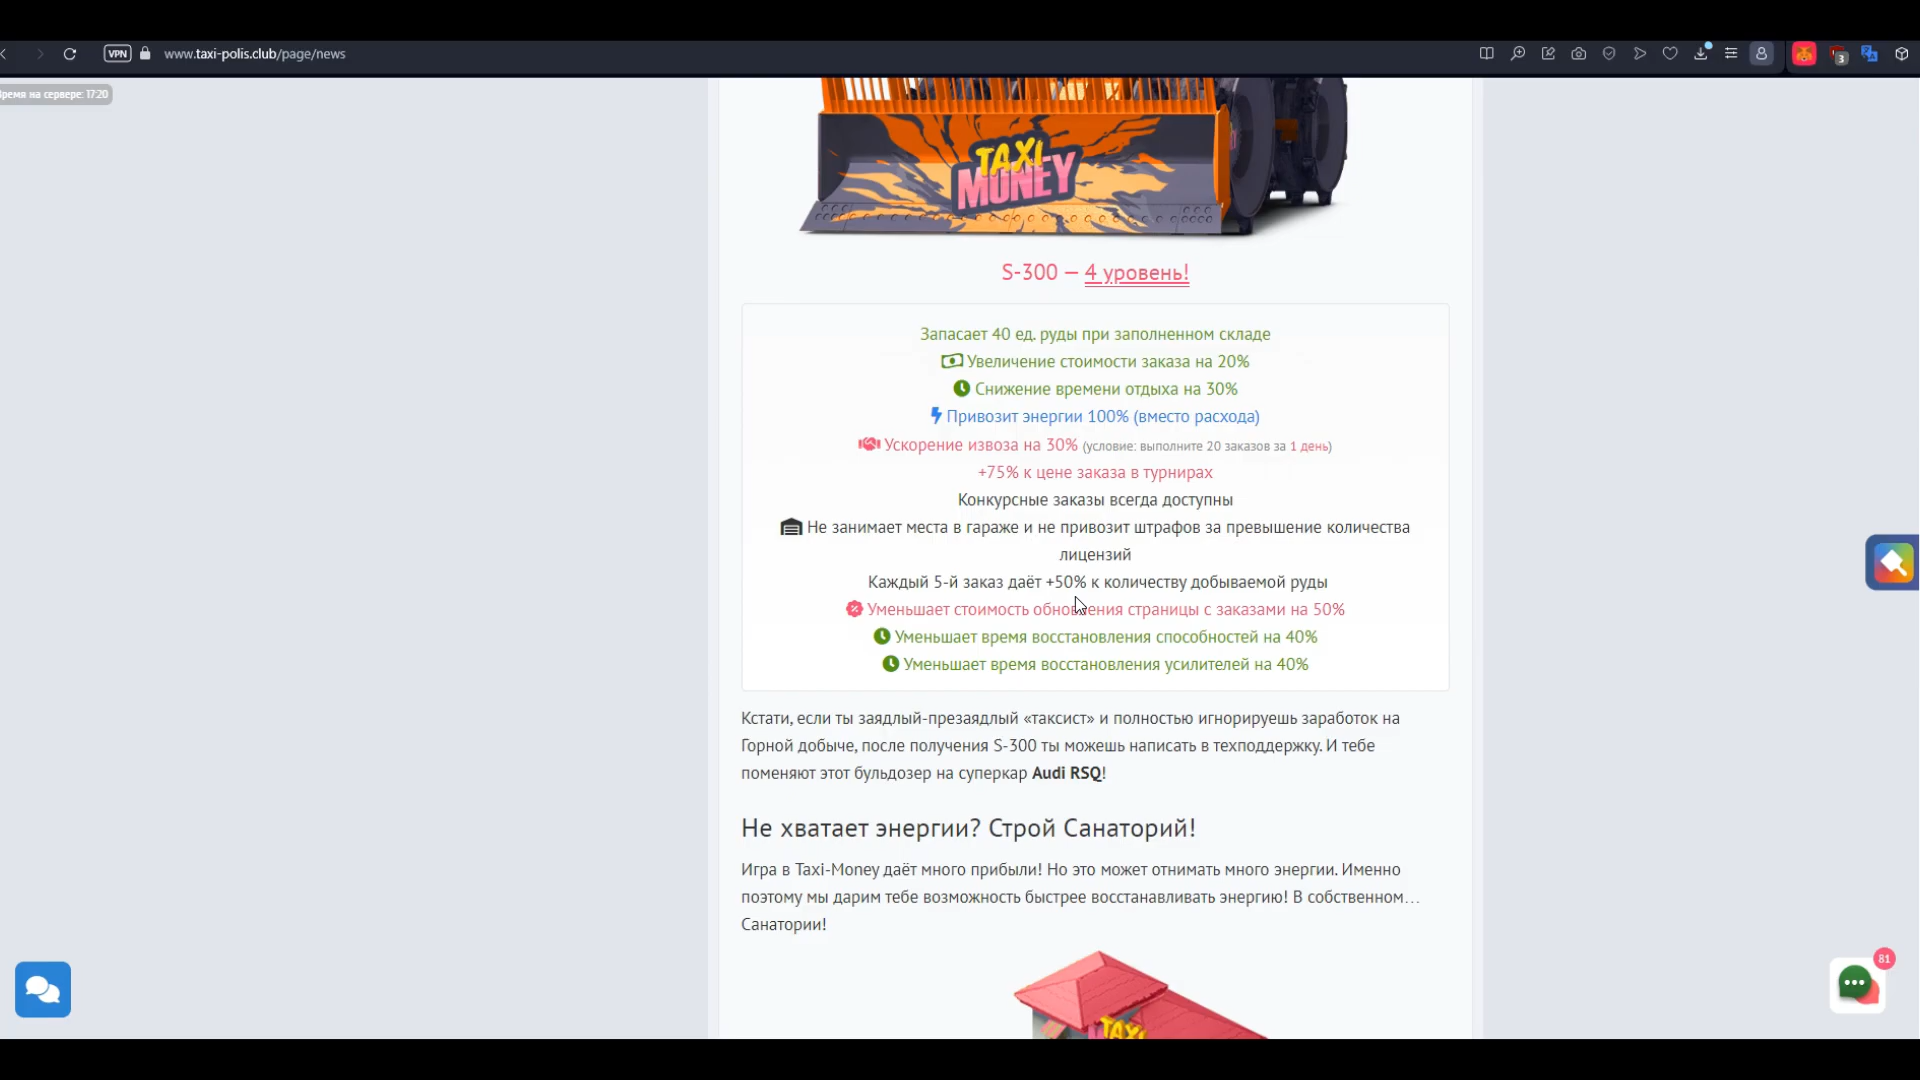 VPN
www.taxi-polis.club/page/news
3
ремя на сервере: 17:20
TAXI
MONEY
S-300 — 4 уровень!
Запасает 40 ед. руды при заполненном складе
Увеличение стоимости заказа на 20%
Снижение времени отдыха на 30%
Привозит энергии 100% (вместо расхода)
Ускорение извоза на 30% (условие: выполните 20 заказов за 1 день)
+75% к цене заказа в турнирах
Конкурсные заказы всегда доступны
Не занимает места в гараже и не привозит штрафов за превышение количества
лицензий
Каждый 5-й заказ даёт +50% к количеству добываемой руды
Уменьшает стоимость обновления страницы с заказами на 50%
Уменьшает время восстановления способностей на 40%
Уменьшает время восстановления усилителей на 40%
Кстати, если ты заядлый-презаядлый «таксист» и полностью игнорируешь заработок на
Горной добыче, после получения S-300 ты можешь написать в техподдержку. И тебе
поменяют этот бульдозер на суперкар Audi RSQ!
Не хватает энергии? Строй Санаторий!
Игра в Taxi-Money даёт много прибыли! Но это может отнимать много энергии. Именно
поэтому мы дарим тебе возможность быстрее восстанавливать энергию! В собственном…
Санатории!
81
TAXI